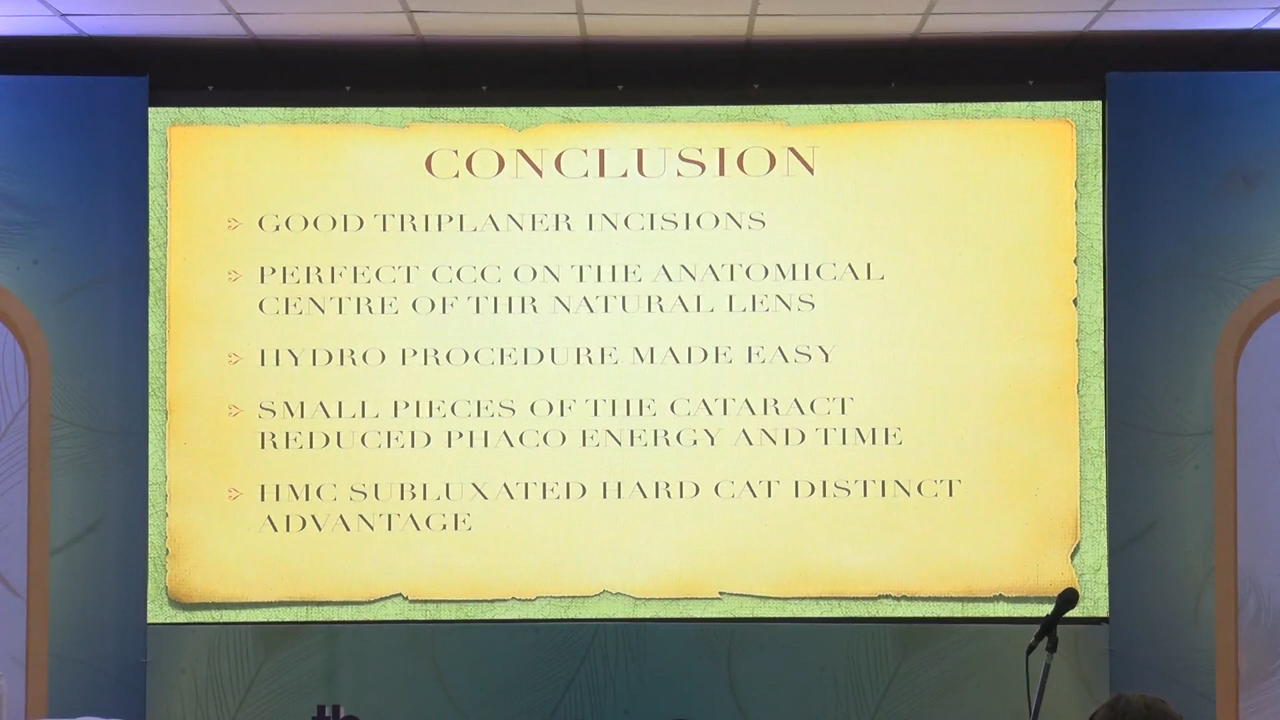 CONCLUSION
GOOD TRIPLANER INCISIONS
PERFECT CCC ON THE ANATOMICAL
CENTRE OF THR NATURAL LENS
HYDRO PROCEDURE MADE EASY
SMALL PIECES OF THE CATARACT
REDUCED PHACO ENERGY AND TIME
HMC SUBLUXATED HARD CAT DISTINCT
ADVANTAGE
th